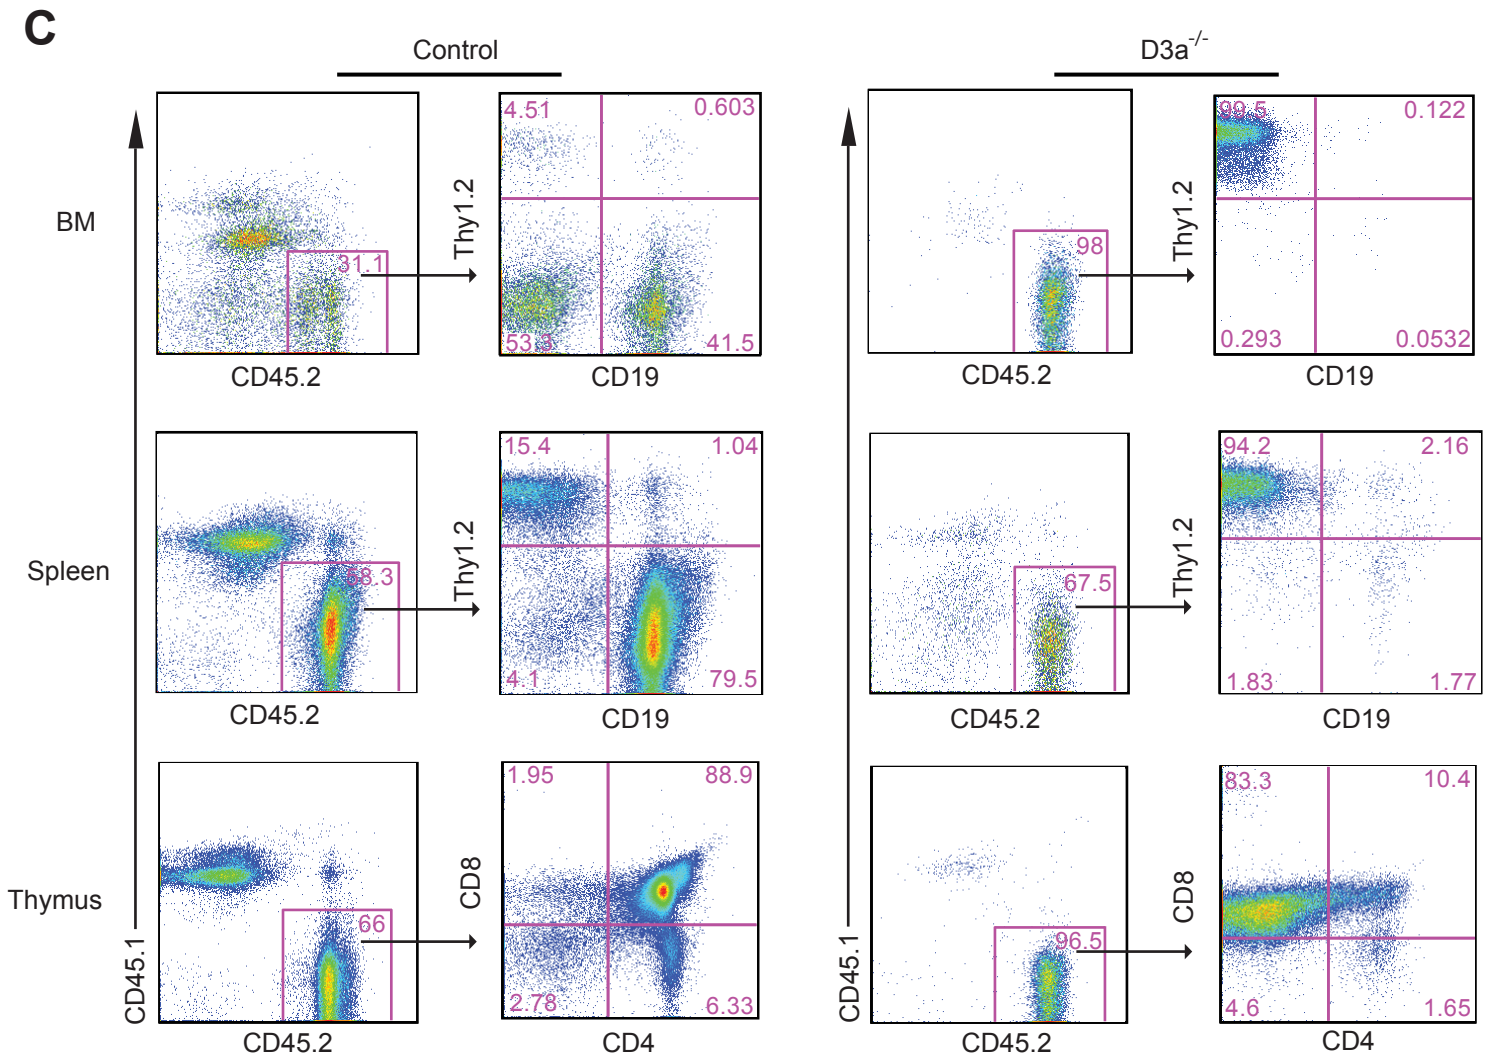 C
Control
D3a-/-
BM
Spleen
Thymus
CD45.1
31.1
CD45.2
Thy1.2
4.51
0.603
53.3
41.5
CD19
CD45.1
98
CD45.2
Thy1.2
99.5
0.122
0.293
0.0532
CD19
58.3
CD45.2
Thy1.2
15.4
1.04
4.1
79.5
CD19
67.5
CD45.2
Thy1.2
94.2
2.16
1.83
1.77
CD19
66
CD45.2
CD8
1.95
88.9
2.78
6.33
CD4
96.5
CD45.2
CD8
83.3
10.4
4.6
1.65
CD4